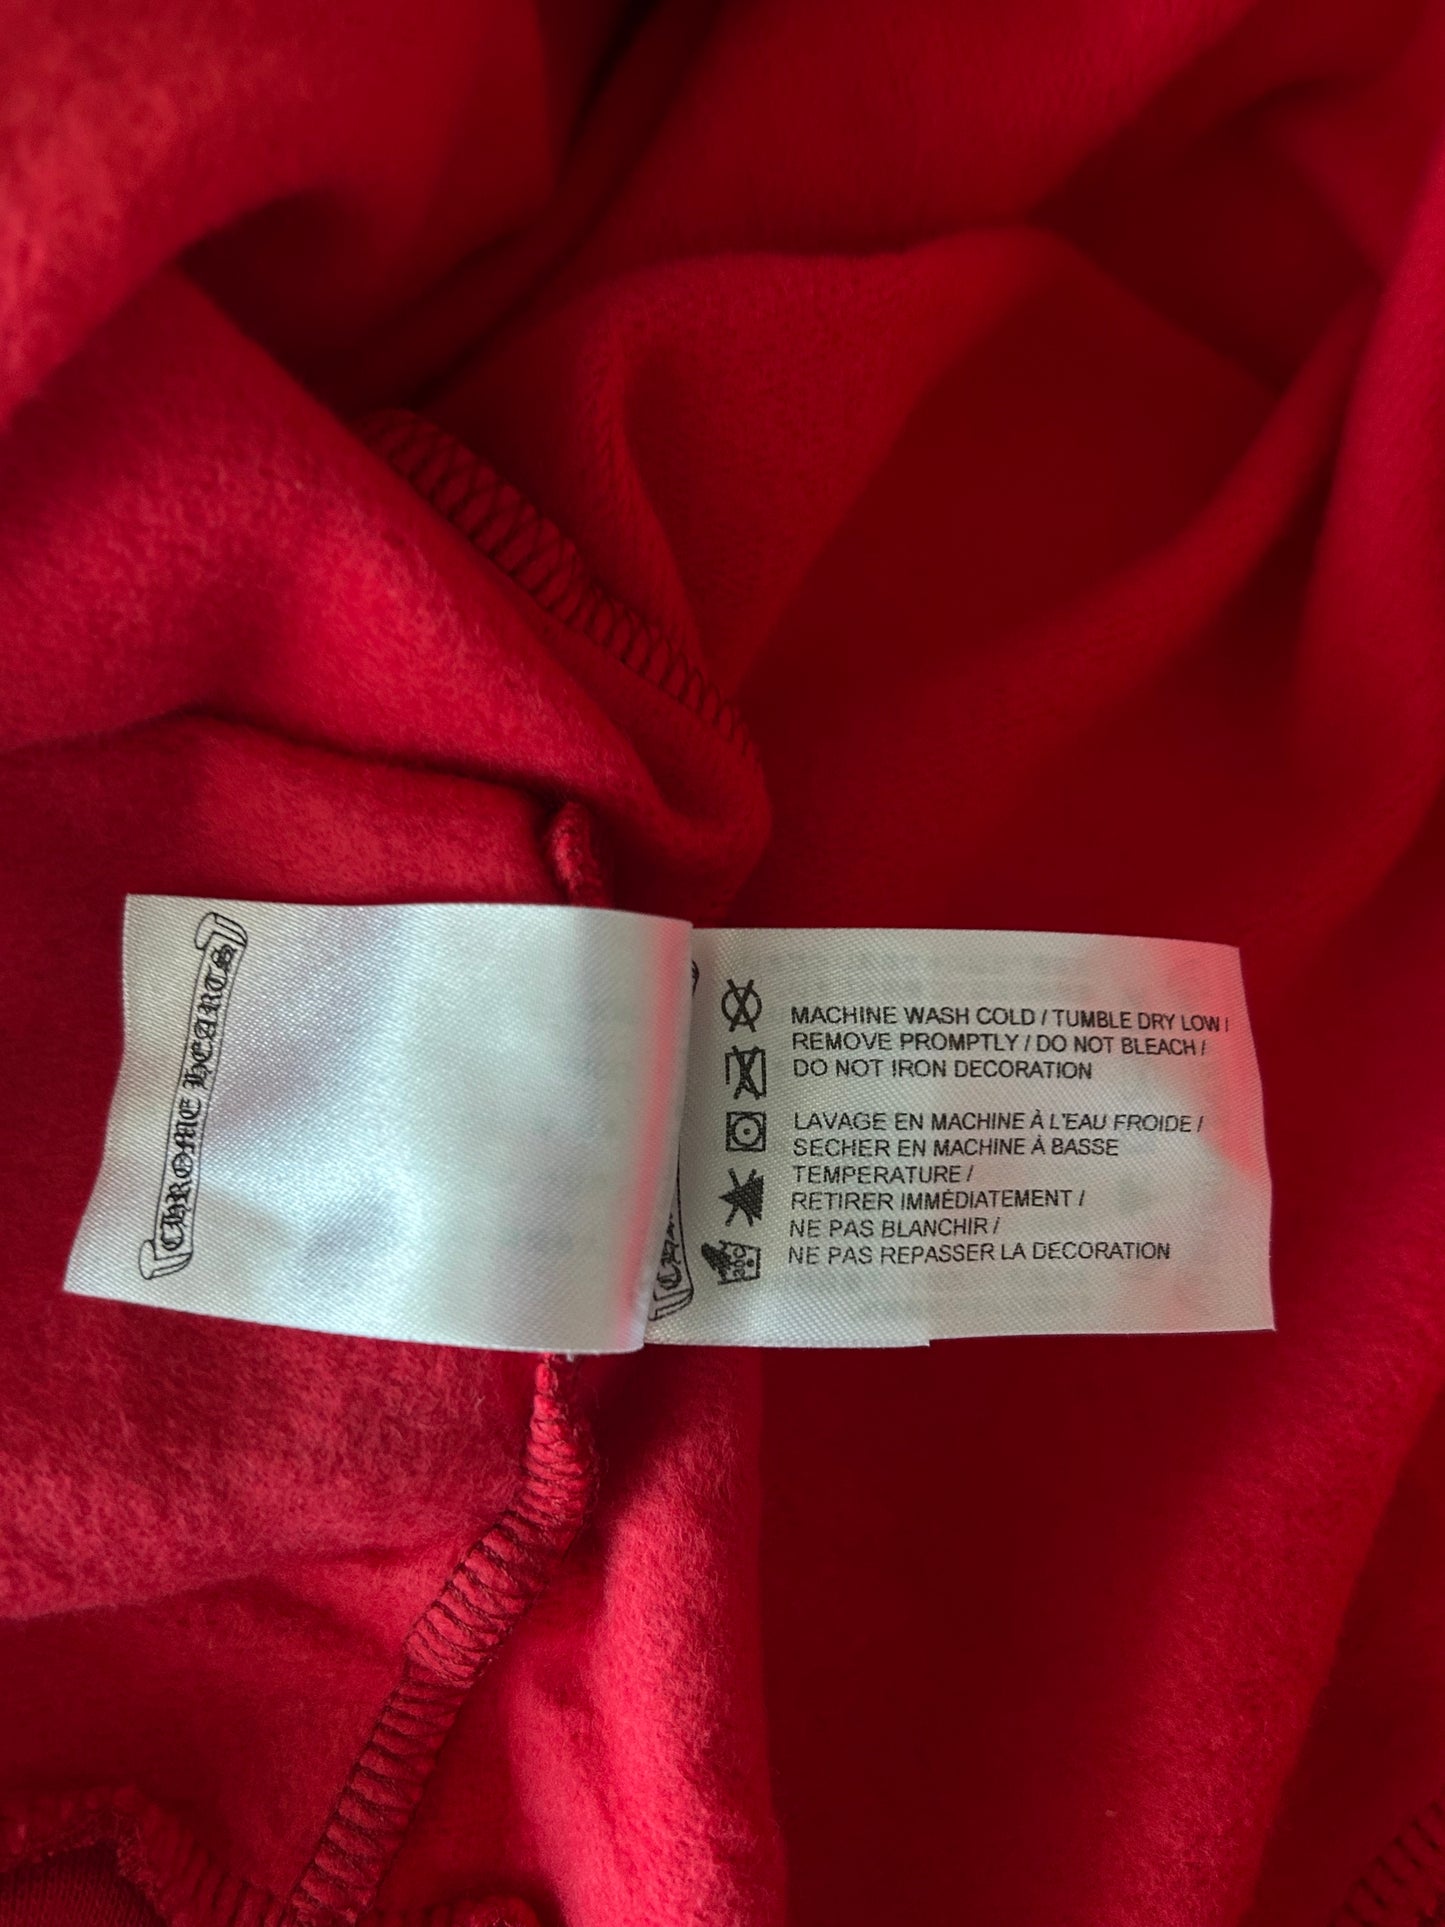 CHROME HEARTS
MACHINE WASH COLD / TUMBLE DRY LOW /
REMOVE PROMPTLY / DO NOT BLEACH /
DO NOT IRON DECORATION
LAVAGE EN MACHINE À L'EAU FROIDE /
SECHER EN MACHINE À BASSE
TEMPERATURE /
RETIRER IMMÉDIATEMENT /
NE PAS BLANCHIR /
NE PAS REPASSER LA DECORATION